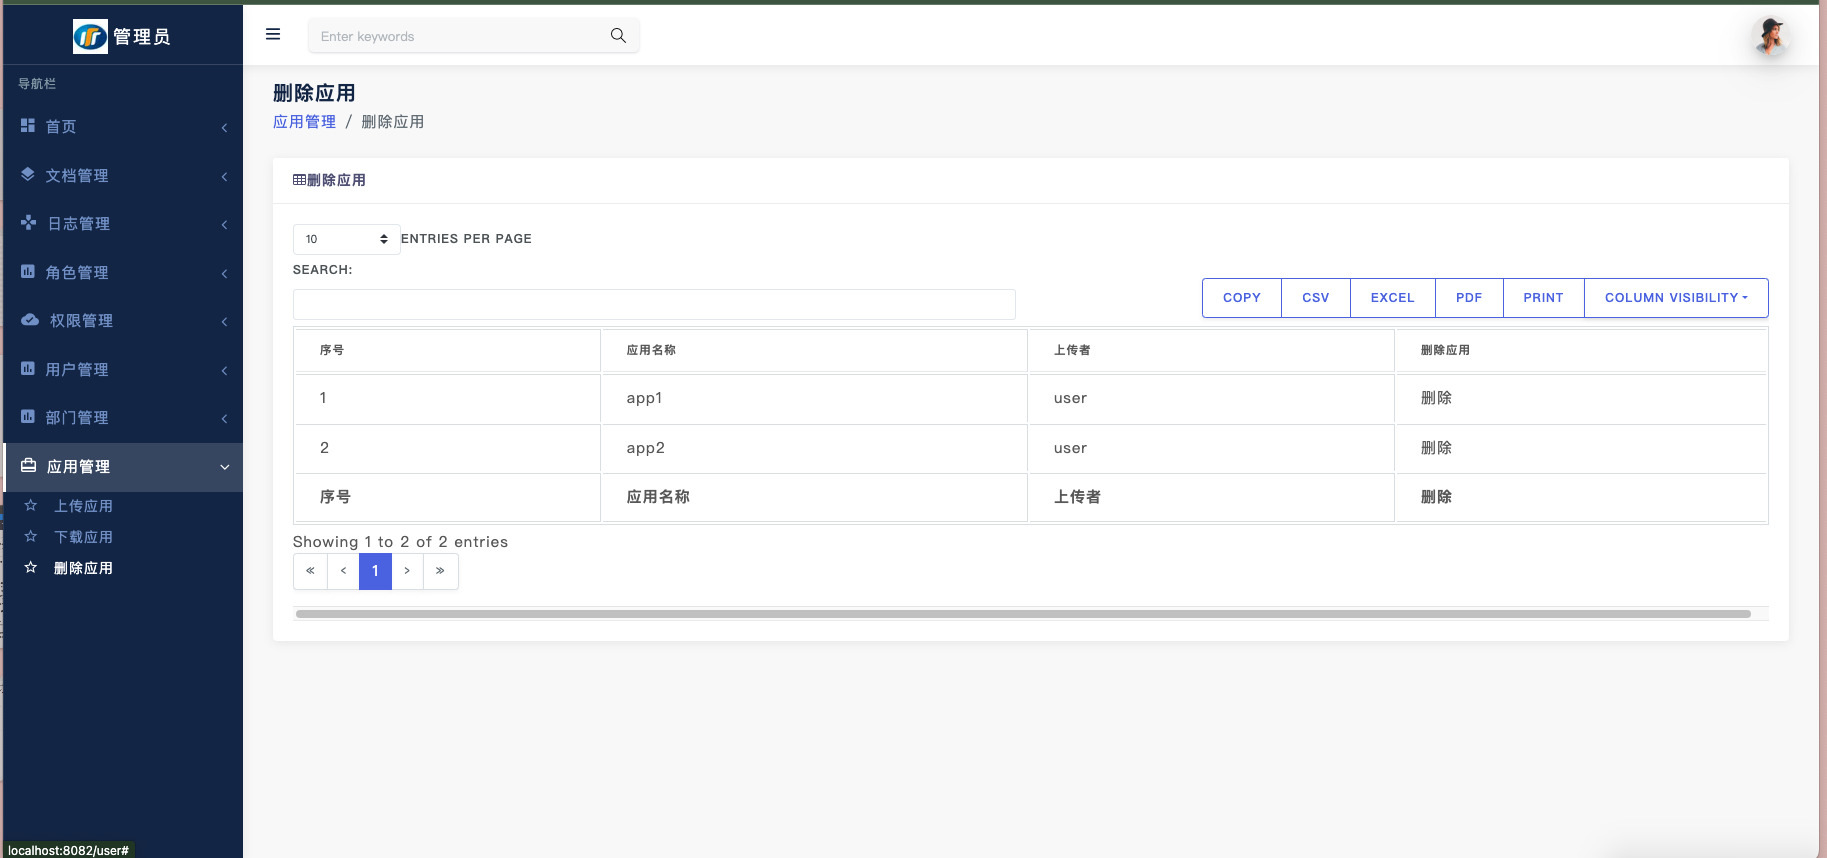 管理员
导航栏
首页
文档管理
日志管理
角色管理
权限管理
用户管理
部门管理
应用管理
上传应用
下载应用
删除应用
localhost:8082/user#
Enter keywords
删除应用
应用管理 / 删除应用
删除应用
10 ENTRIES PER PAGE
SEARCH:
COPY CSV EXCEL PDF PRINT COLUMN VISIBILITY
序号 应用名称 上传者 删除应用
1 app1 user 删除
2 app2 user 删除
序号 应用名称 上传者 删除
Showing 1 to 2 of 2 entries
« ‹ 1 › »